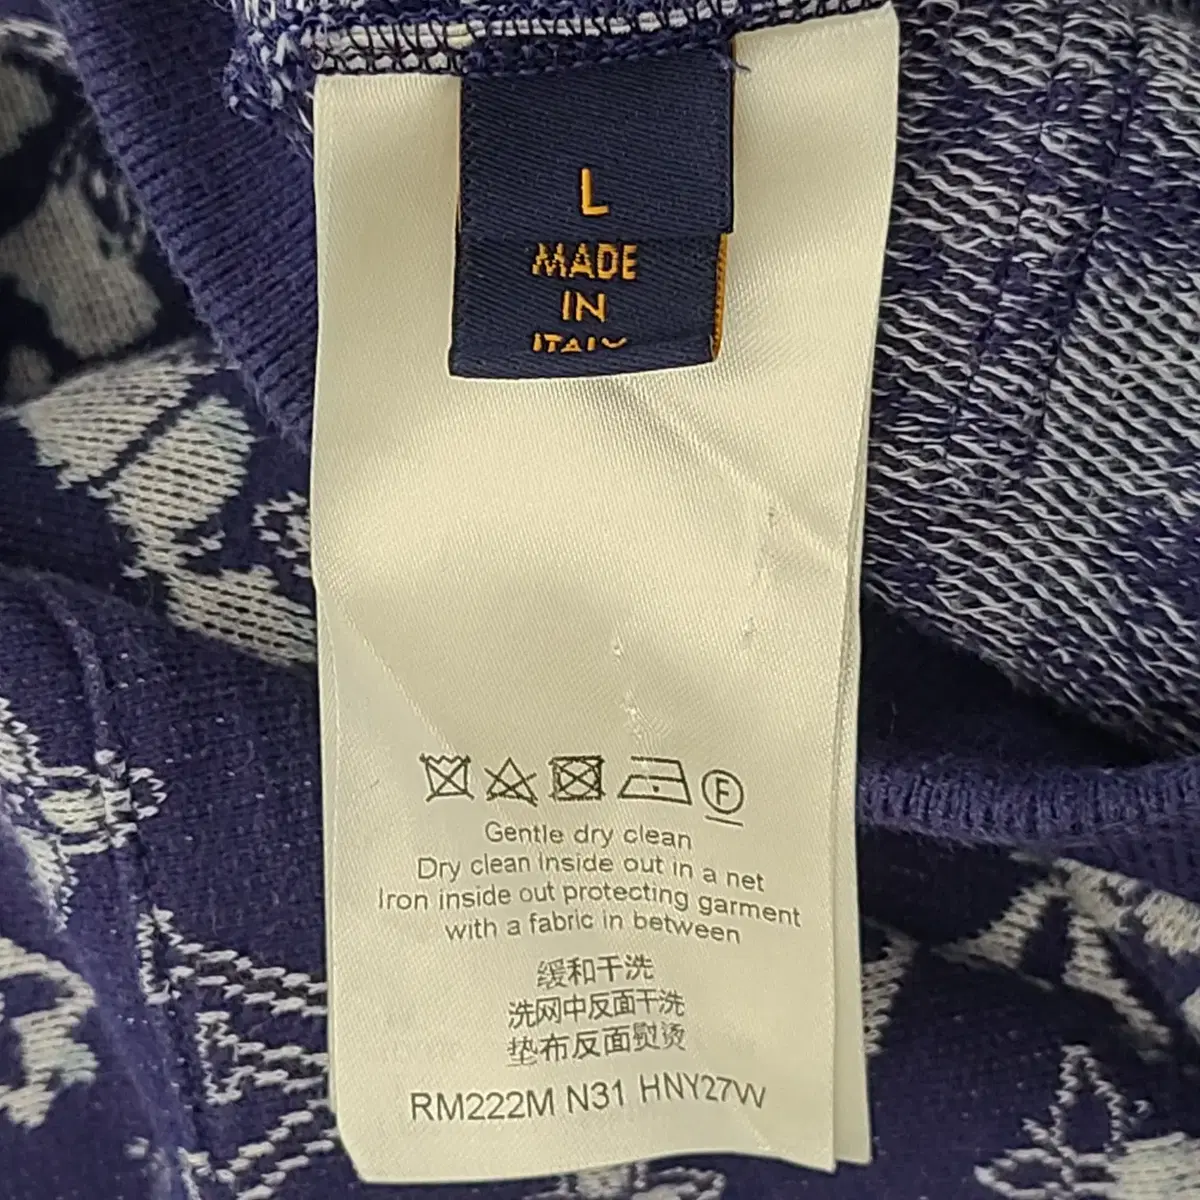 L
MADE
IN
ITALY
F
Gentle dry clean
Dry clean inside out in a net
Iron inside out protecting garment
with a fabric in between
缓和干洗
洗网中反面干洗
垫布反面熨烫
RM222M N31 HNY27W